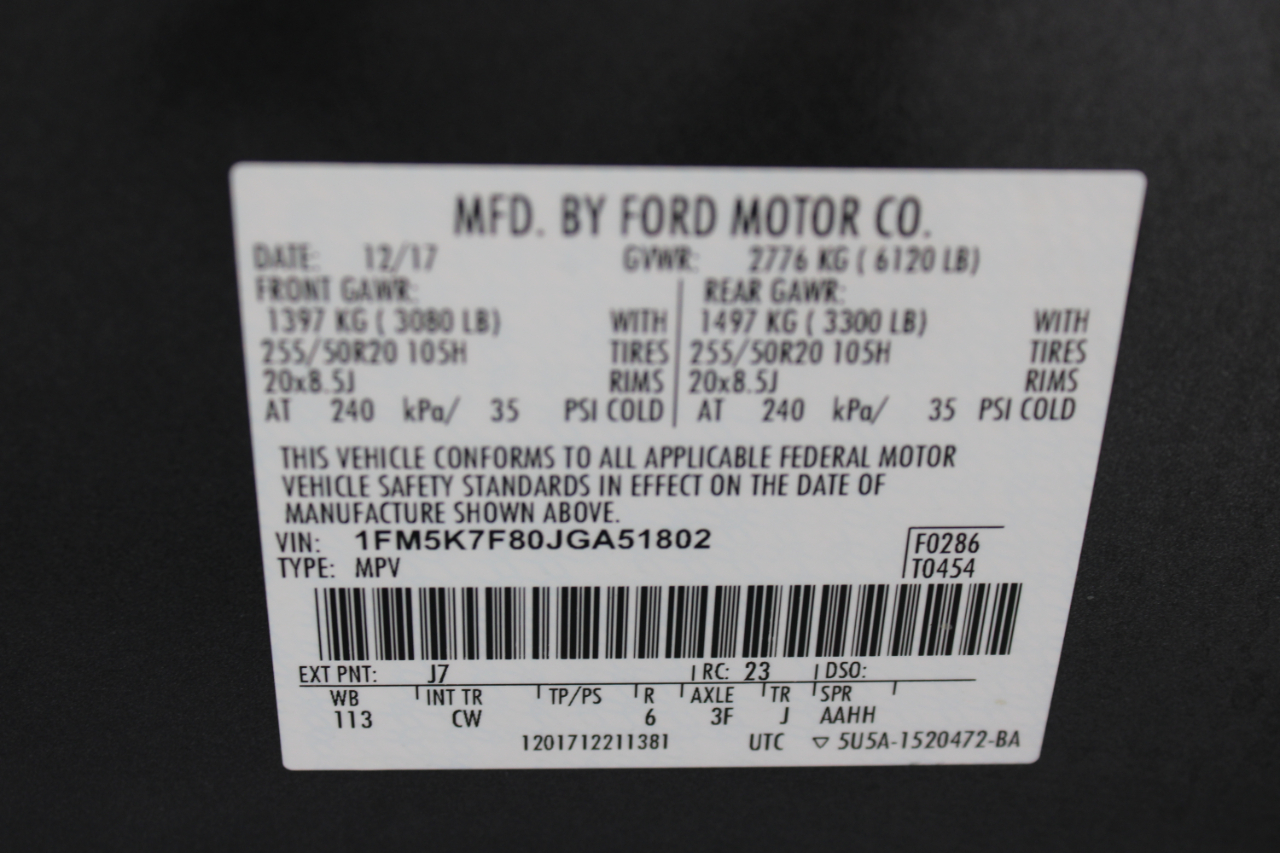 MFD. BY FORD MOTOR CO.
DATE: 12/17 GVWR: 2776 KG ( 6120 LB)
FRONT GAWR: REAR GAWR:
1397 KG ( 3080 LB) WITH 1497 KG ( 3300 LB) WITH
255/50R20 105H TIRES 255/50R20 105H TIRES
20x8.5J RIMS 20x8.5J RIMS
AT 240 kPa/ 35 PSI COLD AT 240 kPa/ 35 PSI COLD
THIS VEHICLE CONFORMS TO ALL APPLICABLE FEDERAL MOTOR
VEHICLE SAFETY STANDARDS IN EFFECT ON THE DATE OF
MANUFACTURE SHOWN ABOVE.
VIN: 1FM5K7F80JGA51802 F0286
TYPE: MPV T0454
EXT PNT: J7 RC: 23 DSO:
WB INT TR TP/PS R AXLE TR SPR
113 CW 6 3F J AAHH
1201712211381 UTC ▽ 5U5A-1520472-BA